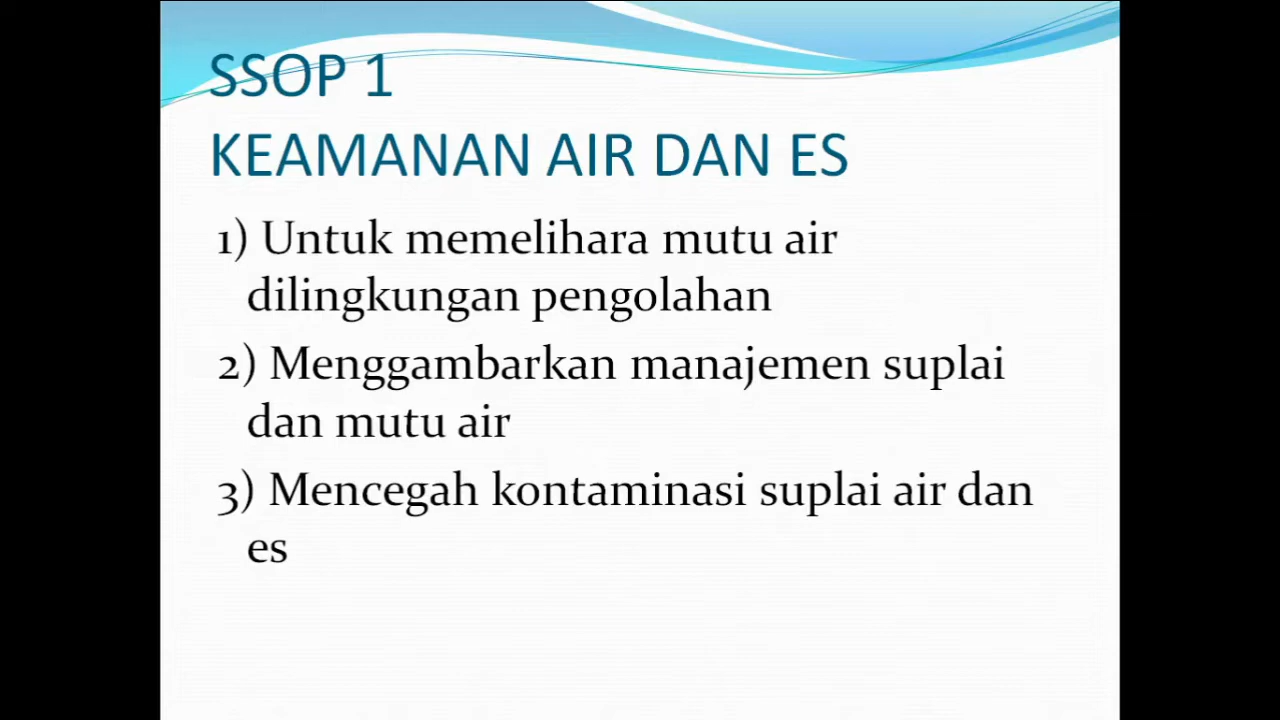 SSOP 1
KEAMANAN AIR DAN ES
1) Untuk memelihara mutu air
dilingkungan pengolahan
2) Menggambarkan manajemen suplai
dan mutu air
3) Mencegah kontaminasi suplai air dan
es